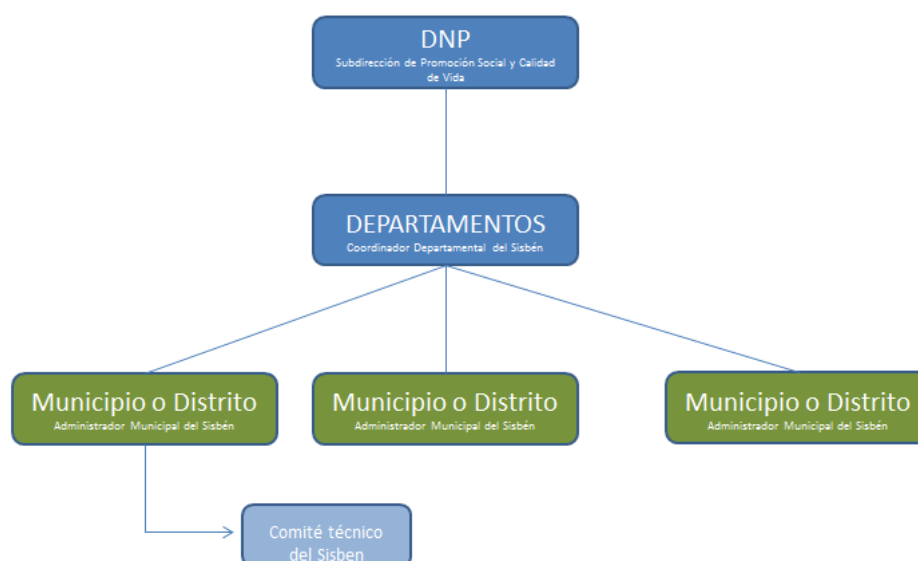 DNP
Subdirección de Promoción Social y Calidad
de Vida
DEPARTAMENTOS
Coordinador Departamental del Sisbén
Municipio o Distrito
Administrador Municipal del Sisbén
Municipio o Distrito
Administrador Municipal del Sisbén
Municipio o Distrito
Administrador Municipal del Sisbén
Comité técnico
del Sisben